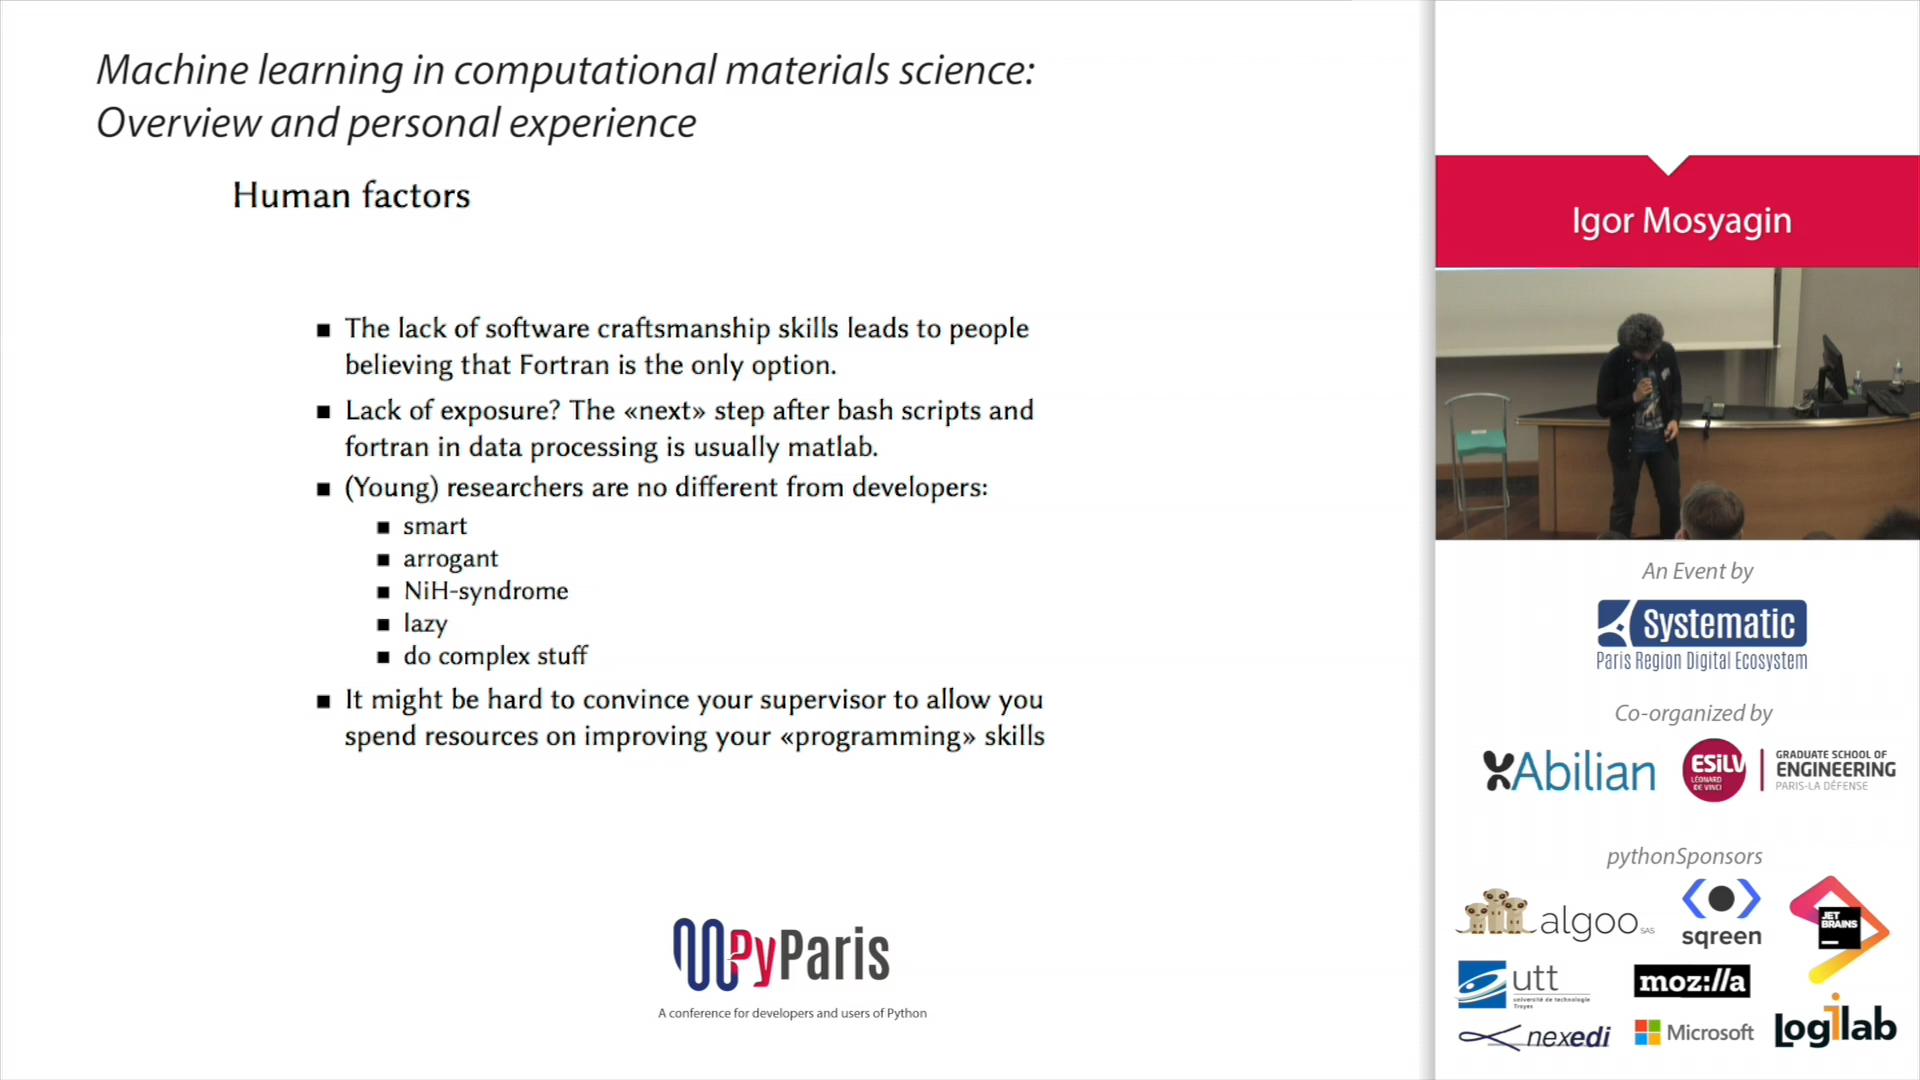 Machine learning in computational materials science:
Overview and personal experience
Human factors
■ The lack of software craftsmanship skills leads to people
believing that Fortran is the only option.
■ Lack of exposure? The «next» step after bash scripts and
fortran in data processing is usually matlab.
■ (Young) researchers are no different from developers:
■ smart
■ arrogant
■ NiH-syndrome
■ lazy
■ do complex stuff
■ It might be hard to convince your supervisor to allow you
spend resources on improving your «programming» skills
PyParis
A conference for developers and users of Python
Igor Mosyagin
An Event by
Systematic
Paris Region Digital Ecosystem
Co-organized by
Abilian
ESILV
LÉONARD
DE VINCI
GRADUATE SCHOOL OF
ENGINEERING
PARIS-LA DÉFENSE
pythonSponsors
algoo SAS
sqreen
JET
BRAINS
utt
université de technologie
Troyes
moz://a
nexedi
Microsoft
logilab